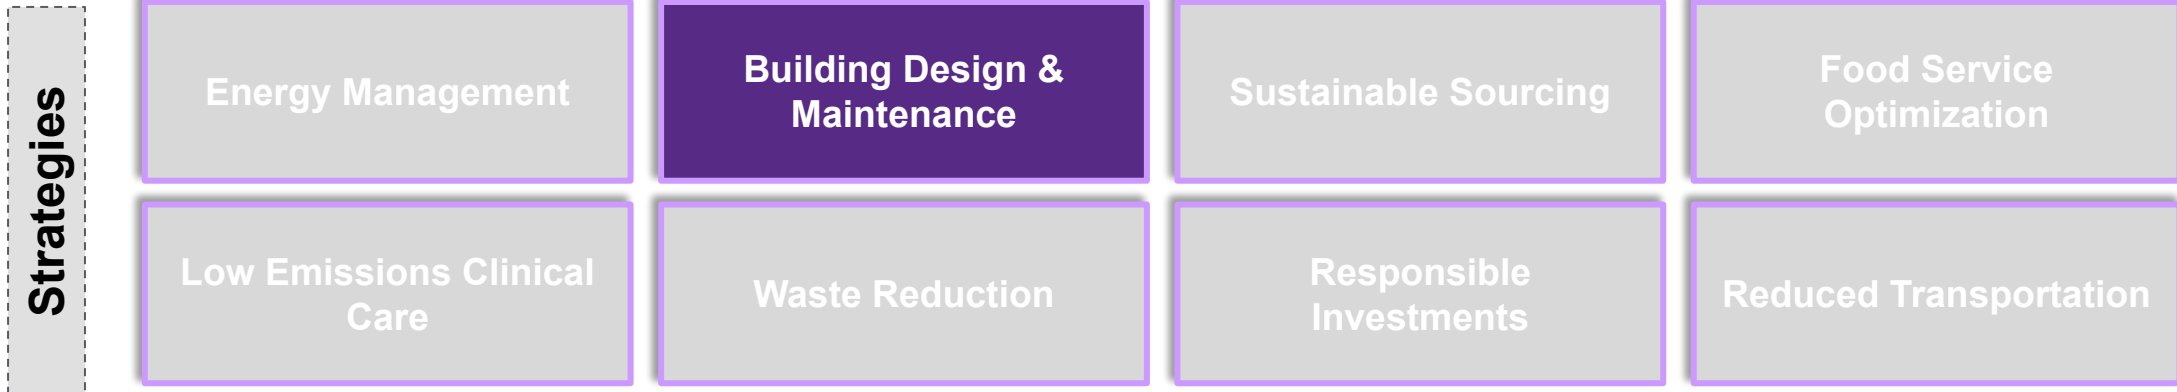 Strategies
Energy Management
Building Design &
Maintenance
Sustainable Sourcing
Food Service
Optimization
Low Emissions Clinical
Care
Waste Reduction
Responsible
Investments
Reduced Transportation